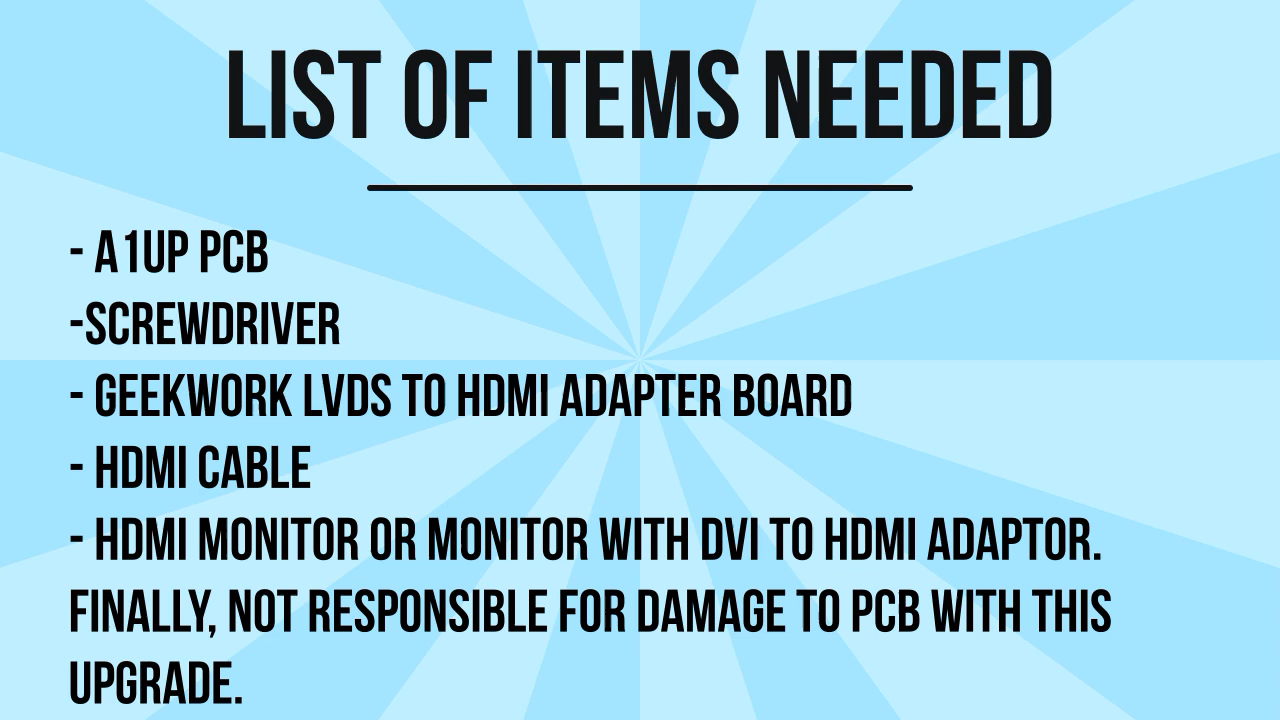 LIST OF ITEMS NEEDED
- A1UP PCB
-SCREWDRIVER
- GEEKWORK LVDS TO HDMI ADAPTER BOARD
- HDMI CABLE
- HDMI MONITOR OR MONITOR WITH DVI TO HDMI ADAPTOR.
FINALLY, NOT RESPONSIBLE FOR DAMAGE TO PCB WITH THIS
UPGRADE.